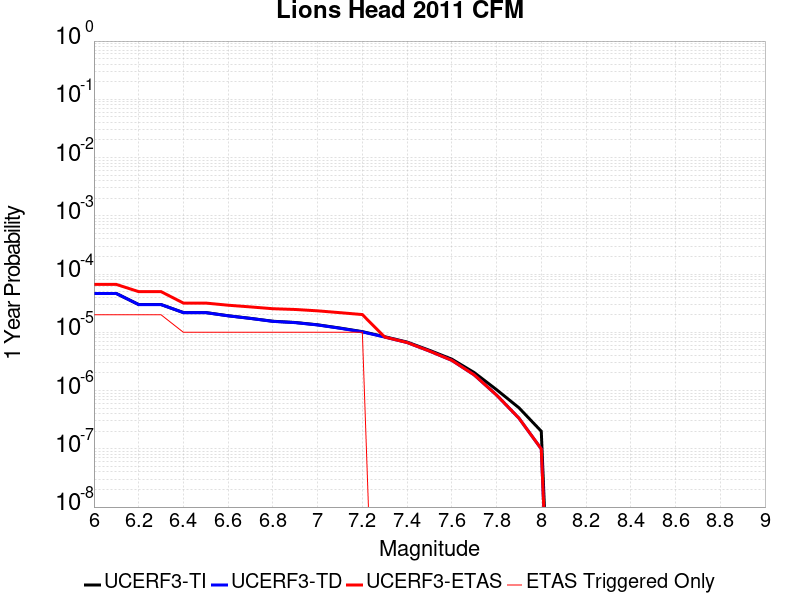 Lions Head 2011 CFM
10^0
10^-1
10^-2
10^-3
10^-4
10^-5
10^-6
10^-7
10^-8
1 Year Probability
6 6.2 6.4 6.6 6.8 7 7.2 7.4 7.6 7.8 8 8.2 8.4 8.6 8.8 9
Magnitude
UCERF3-TI UCERF3-TD UCERF3-ETAS ETAS Triggered Only